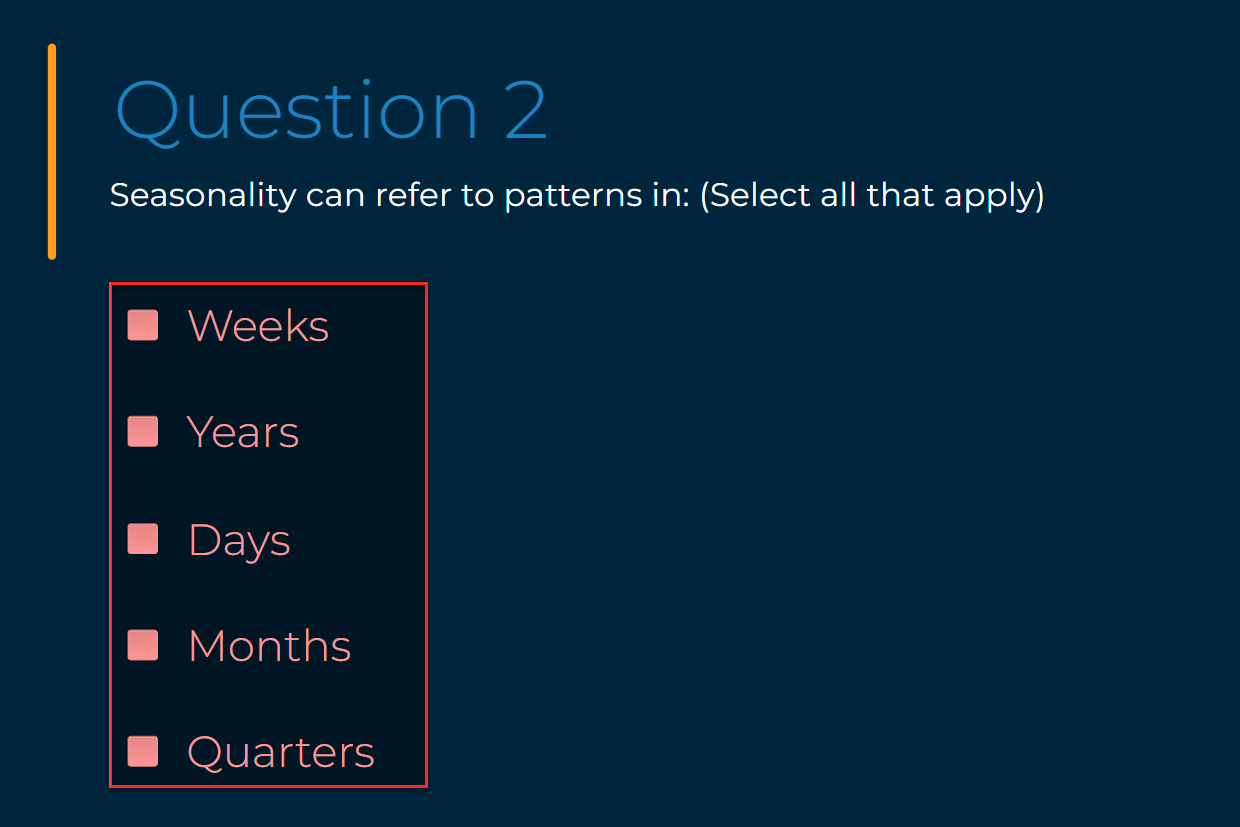 Question 2
Seasonality can refer to patterns in: (Select all that apply)
Weeks
Years
Days
Months
Quarters